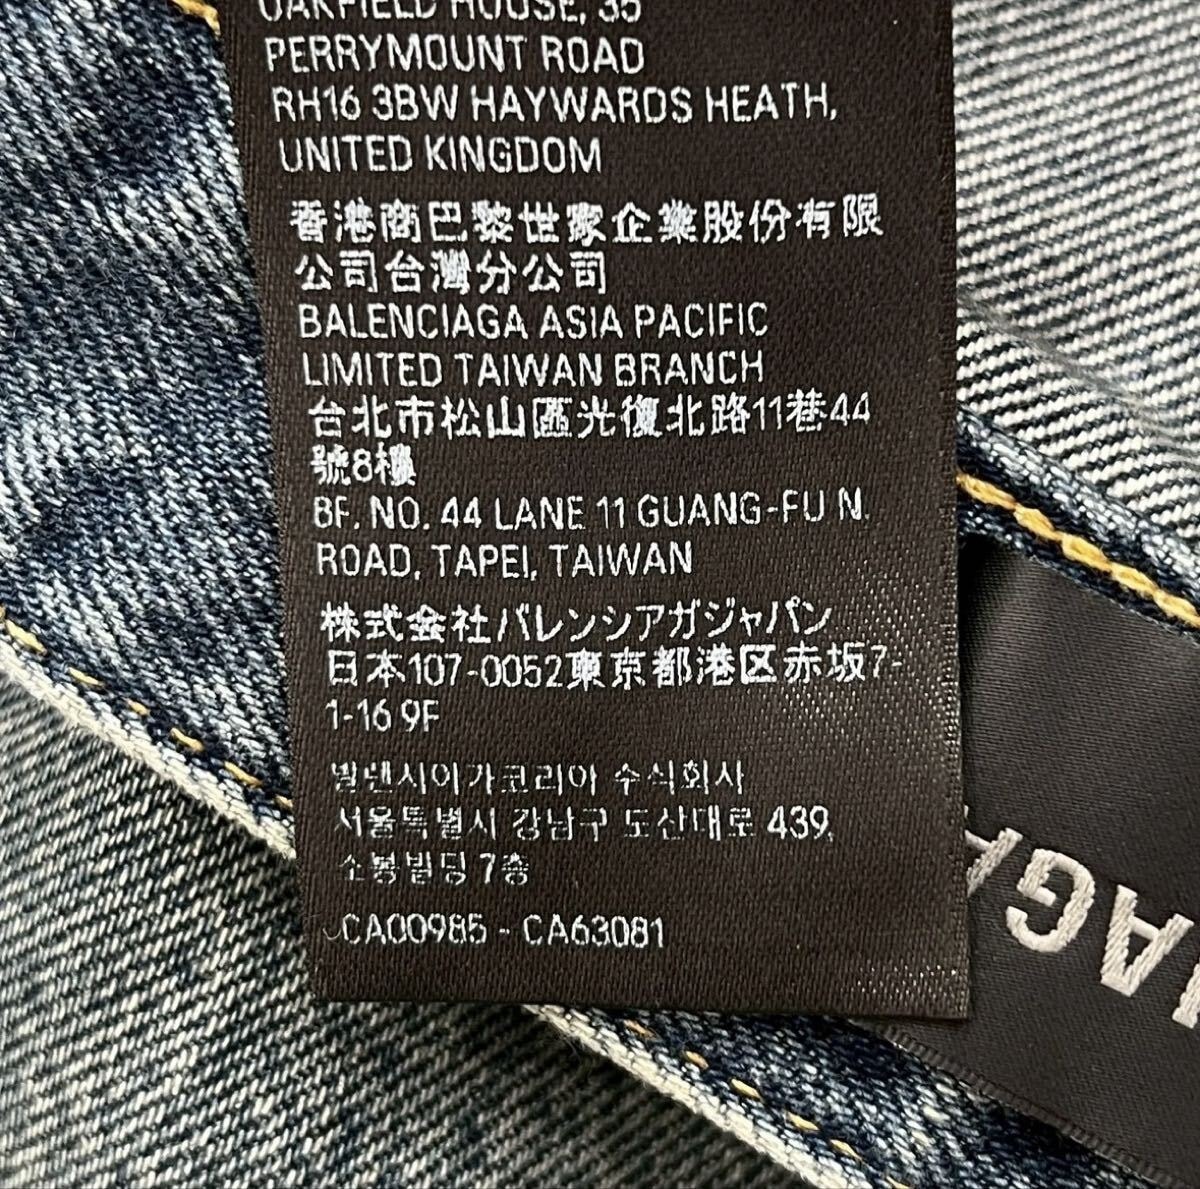 OAKFIELD HOUSE, 35
PERRYMOUNT ROAD
RH16 3BW HAYWARDS HEATH,
UNITED KINGDOM
香港商巴黎世家企業股份有限
公司台灣分公司
BALENCIAGA ASIA PACIFIC
LIMITED TAIWAN BRANCH
台北市松山區光復北路11巷44
號8樓
8F. NO. 44 LANE 11 GUANG-FU N.
ROAD, TAPEI, TAIWAN
株式会社バレンシアガジャパン
日本107-0052東京都港区赤坂7-
1-16 9F
발렌시아가코리아 수식회사
서울특별시 강남구 도산대로 439,
소봉빌딩 7층
CA00985 - CA63081
IAGA